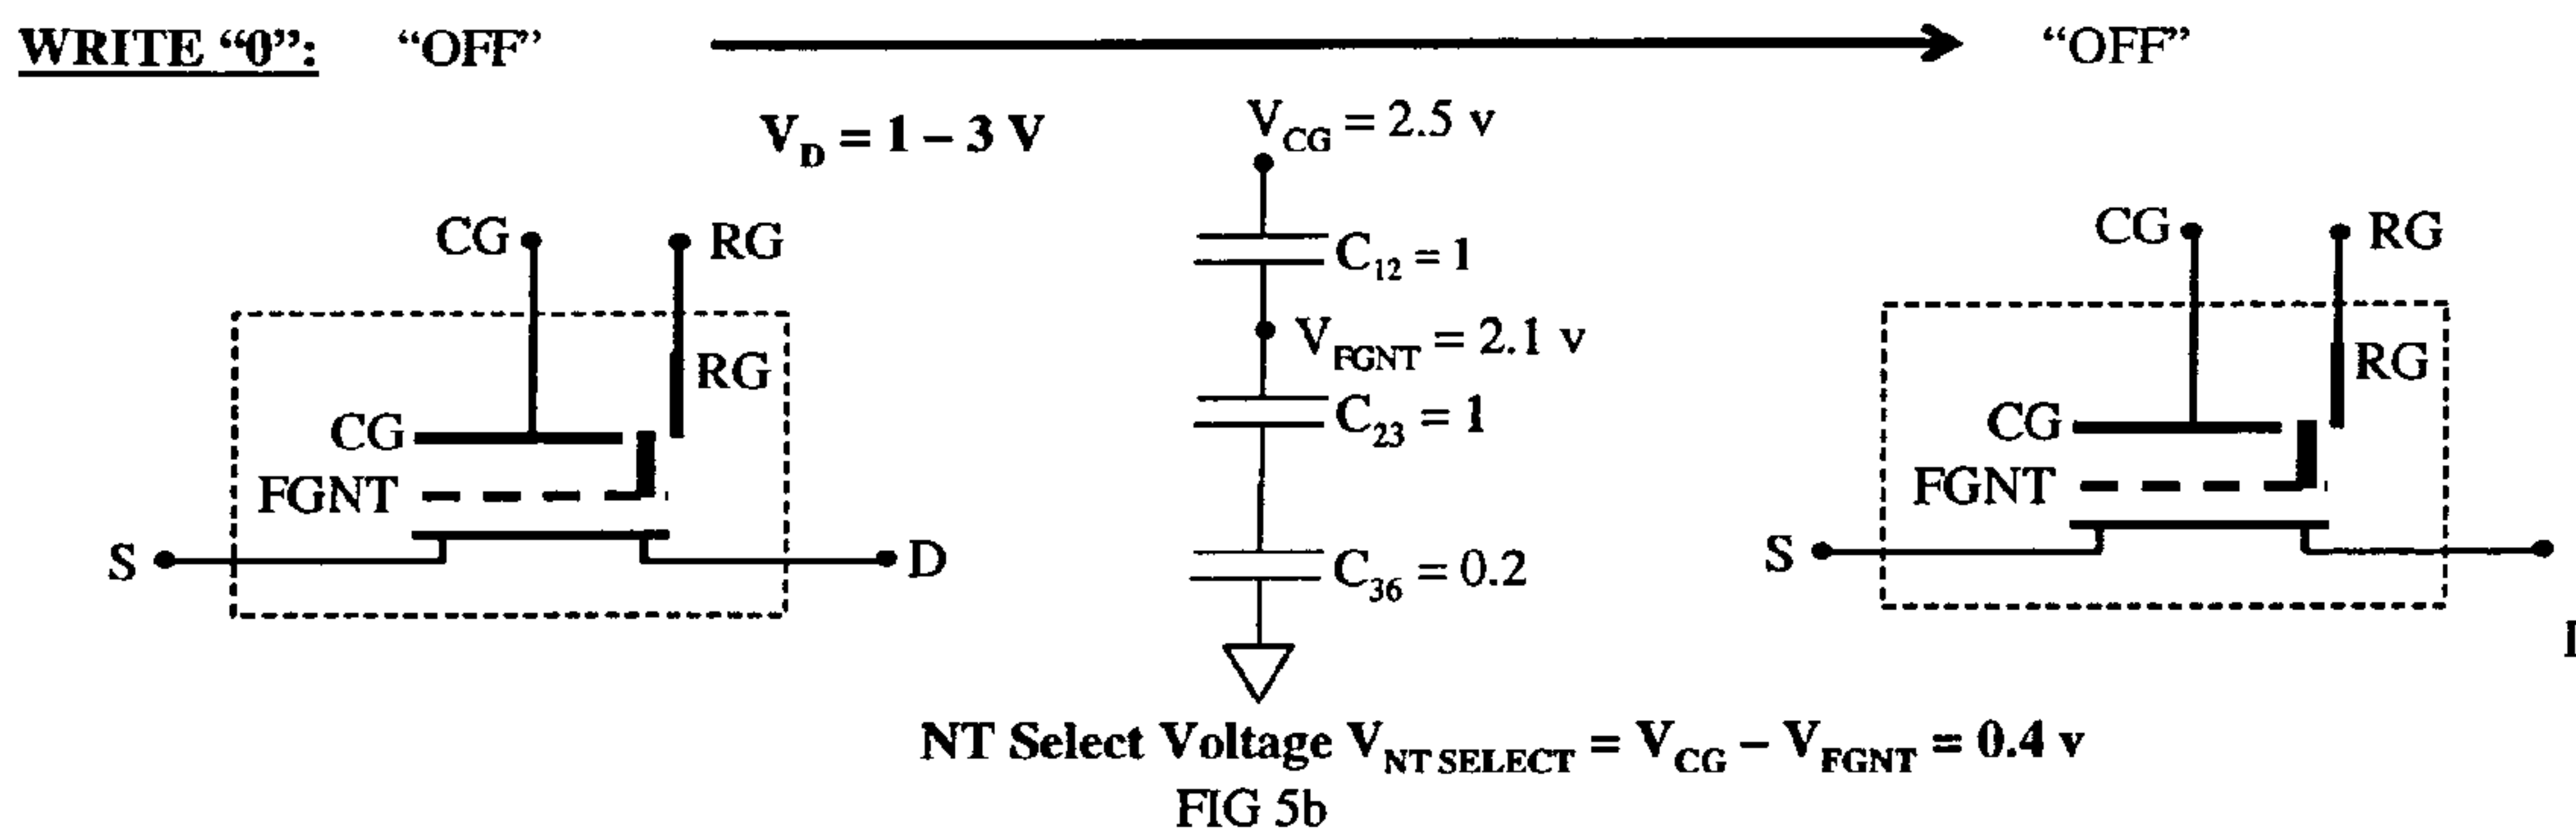 WRITE “0”: “OFF” “OFF”
V_D = 1 – 3 V
V_CG = 2.5 v
CG RG
C_12 = 1
CG RG
V_FGNT = 2.1 v
RG
RG
CG
C_23 = 1
CG
FGNT
FGNT
S D
C_36 = 0.2
S
NT Select Voltage V_NT SELECT = V_CG – V_FGNT = 0.4 v
FIG 5b